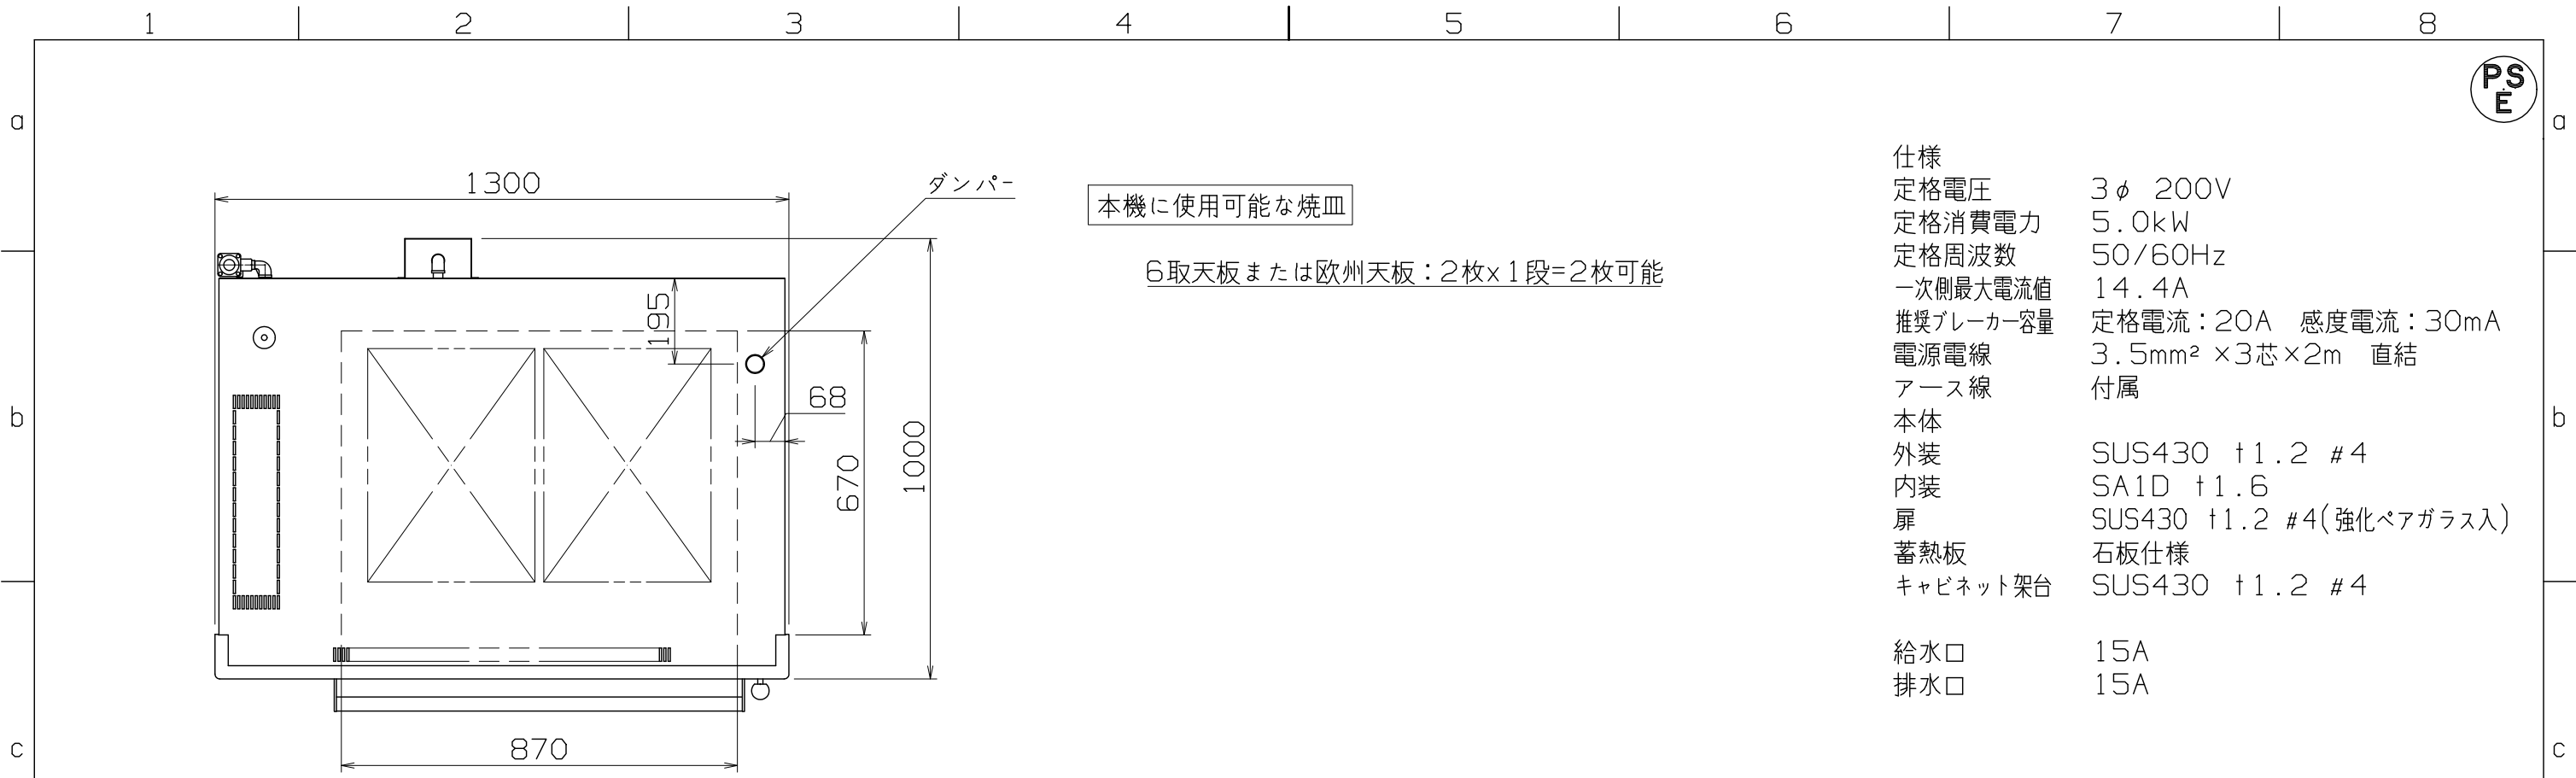 1 2 3 4 5 6 7 8
PS
E
a a
b b
c c
1300
ダンパー
195
68
670
1000
870
本機に使用可能な焼皿
6取天板または欧州天板：2枚x1段=2枚可能
仕様
定格電圧 3φ 200V
定格消費電力 5.0kW
定格周波数 50/60Hz
一次側最大電流値 14.4A
推奨ブレーカー容量 定格電流：20A 感度電流：30mA
電源電線 3.5mm² ×3芯×2m 直結
アース線 付属
本体
外装 SUS430 t1.2 #4
内装 SA1D t1.6
扉 SUS430 t1.2 #4(強化ペアガラス入)
蓄熱板 石板仕様
キャビネット架台 SUS430 t1.2 #4
給水口 15A
排水口 15A